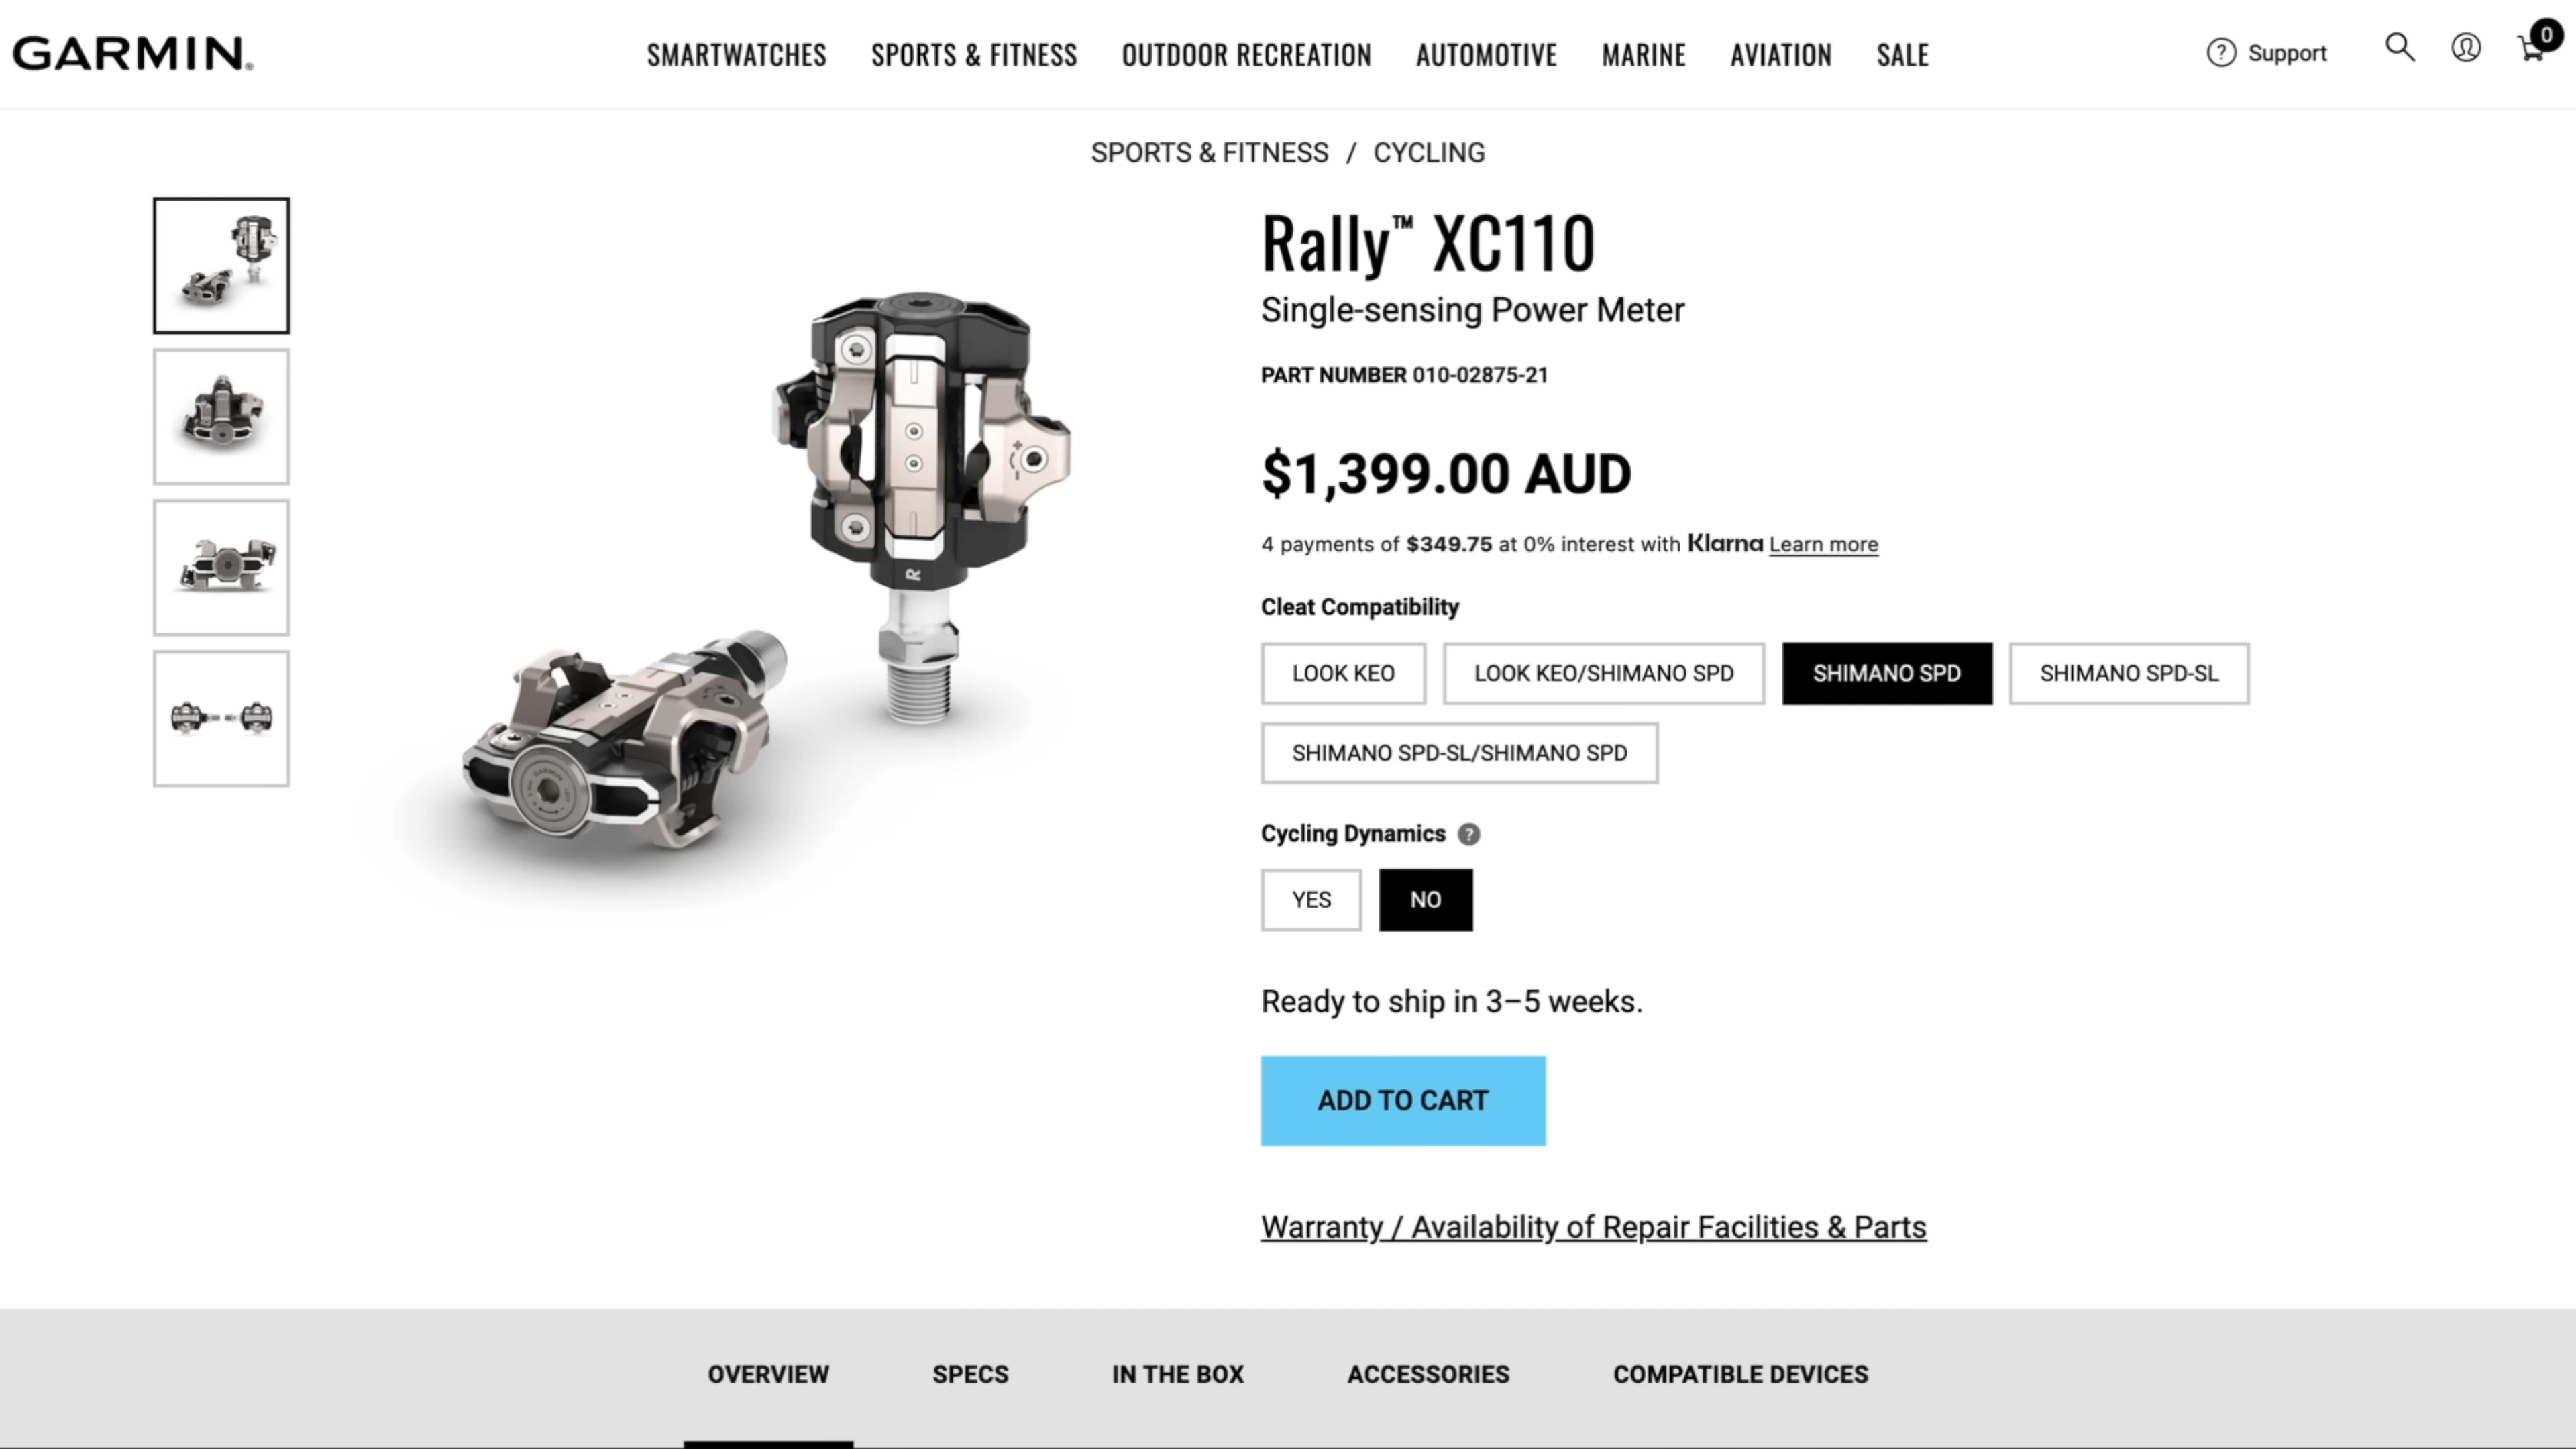 GARMIN®
SMARTWATCHES SPORTS & FITNESS OUTDOOR RECREATION AUTOMOTIVE MARINE AVIATION SALE
? Support
0
SPORTS & FITNESS / CYCLING
Rally™ XC110
Single-sensing Power Meter
PART NUMBER 010-02875-21
$1,399.00 AUD
4 payments of $349.75 at 0% interest with Klarna Learn more
Cleat Compatibility
LOOK KEO LOOK KEO/SHIMANO SPD SHIMANO SPD SHIMANO SPD-SL
SHIMANO SPD-SL/SHIMANO SPD
Cycling Dynamics ?
YES NO
Ready to ship in 3–5 weeks.
ADD TO CART
Warranty / Availability of Repair Facilities & Parts
OVERVIEW SPECS IN THE BOX ACCESSORIES COMPATIBLE DEVICES
R
GARMIN